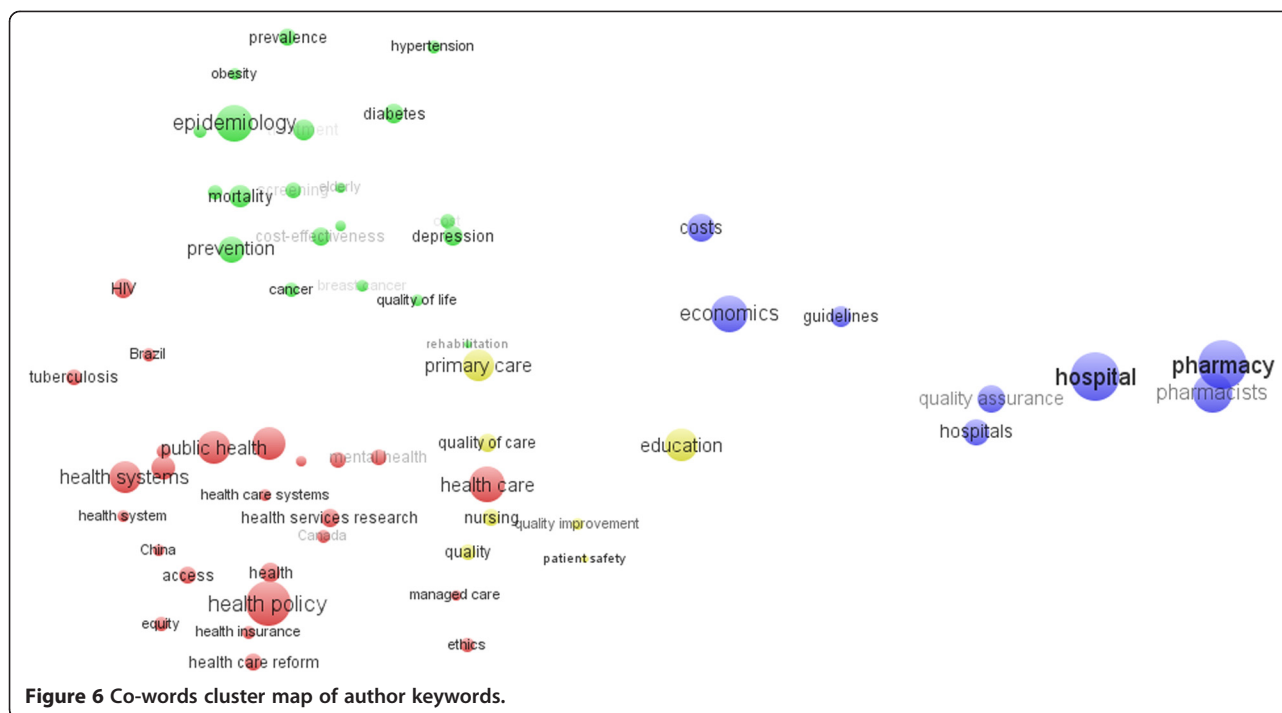 prevalence
hypertension
obesity
diabetes
epidemiology
mortality
screening
elderly
cost
costs
prevention
cost-effectiveness
depression
HIV
cancer
breast cancer
quality of life
economics
guidelines
rehabilitation
Brazil
primary care
pharmacy
tuberculosis
hospital
pharmacists
quality assurance
hospitals
public health
quality of care
education
mental health
health systems
health care
health care systems
health system
health services research
nursing
quality improvement
Canada
China
quality
patient safety
access
health
managed care
health policy
equity
health insurance
ethics
health care reform
Figure 6 Co-words cluster map of author keywords.